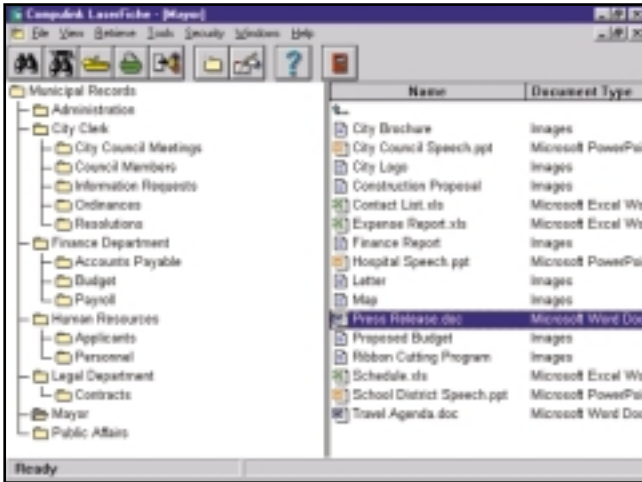 Compulink LaserFiche - [Mayor]
File View Retrieve Tools Security Windows Help
Municipal Records
Administration
City Clerk
City Council Meetings
Council Members
Information Requests
Ordinances
Resolutions
Finance Department
Accounts Payable
Budget
Payroll
Human Resources
Applicants
Personnel
Legal Department
Contracts
Mayor
Public Affairs
Name Document Type
City Brochure Images
City Council Speech.ppt Microsoft PowerPoi
City Logo Images
Construction Proposal Images
Contact List.xls Microsoft Excel Wo
Expense Report.xls Microsoft Excel Wo
Finance Report Images
Hospital Speech.ppt Microsoft PowerPoi
Letter Images
Map Images
Press Release.doc Microsoft Word Doc
Proposed Budget Images
Ribbon Cutting Program Images
Schedule.xls Microsoft Excel Wo
School District Speech.ppt Microsoft PowerPoi
Travel Agenda.doc Microsoft Word Doc
Ready